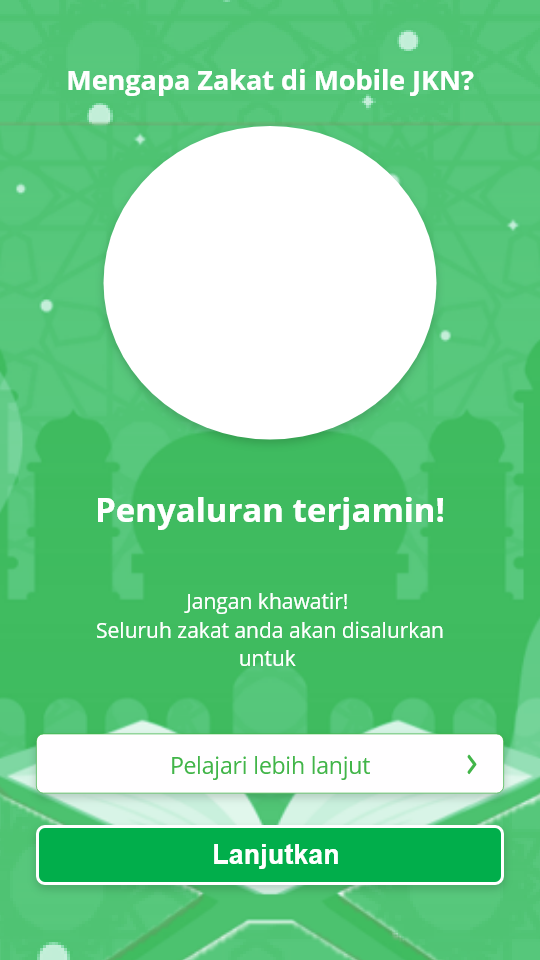 Mengapa Zakat di Mobile JKN?
Penyaluran terjamin!
Jangan khawatir!
Seluruh zakat anda akan disalurkan
untuk
Pelajari lebih lanjut
Lanjutkan